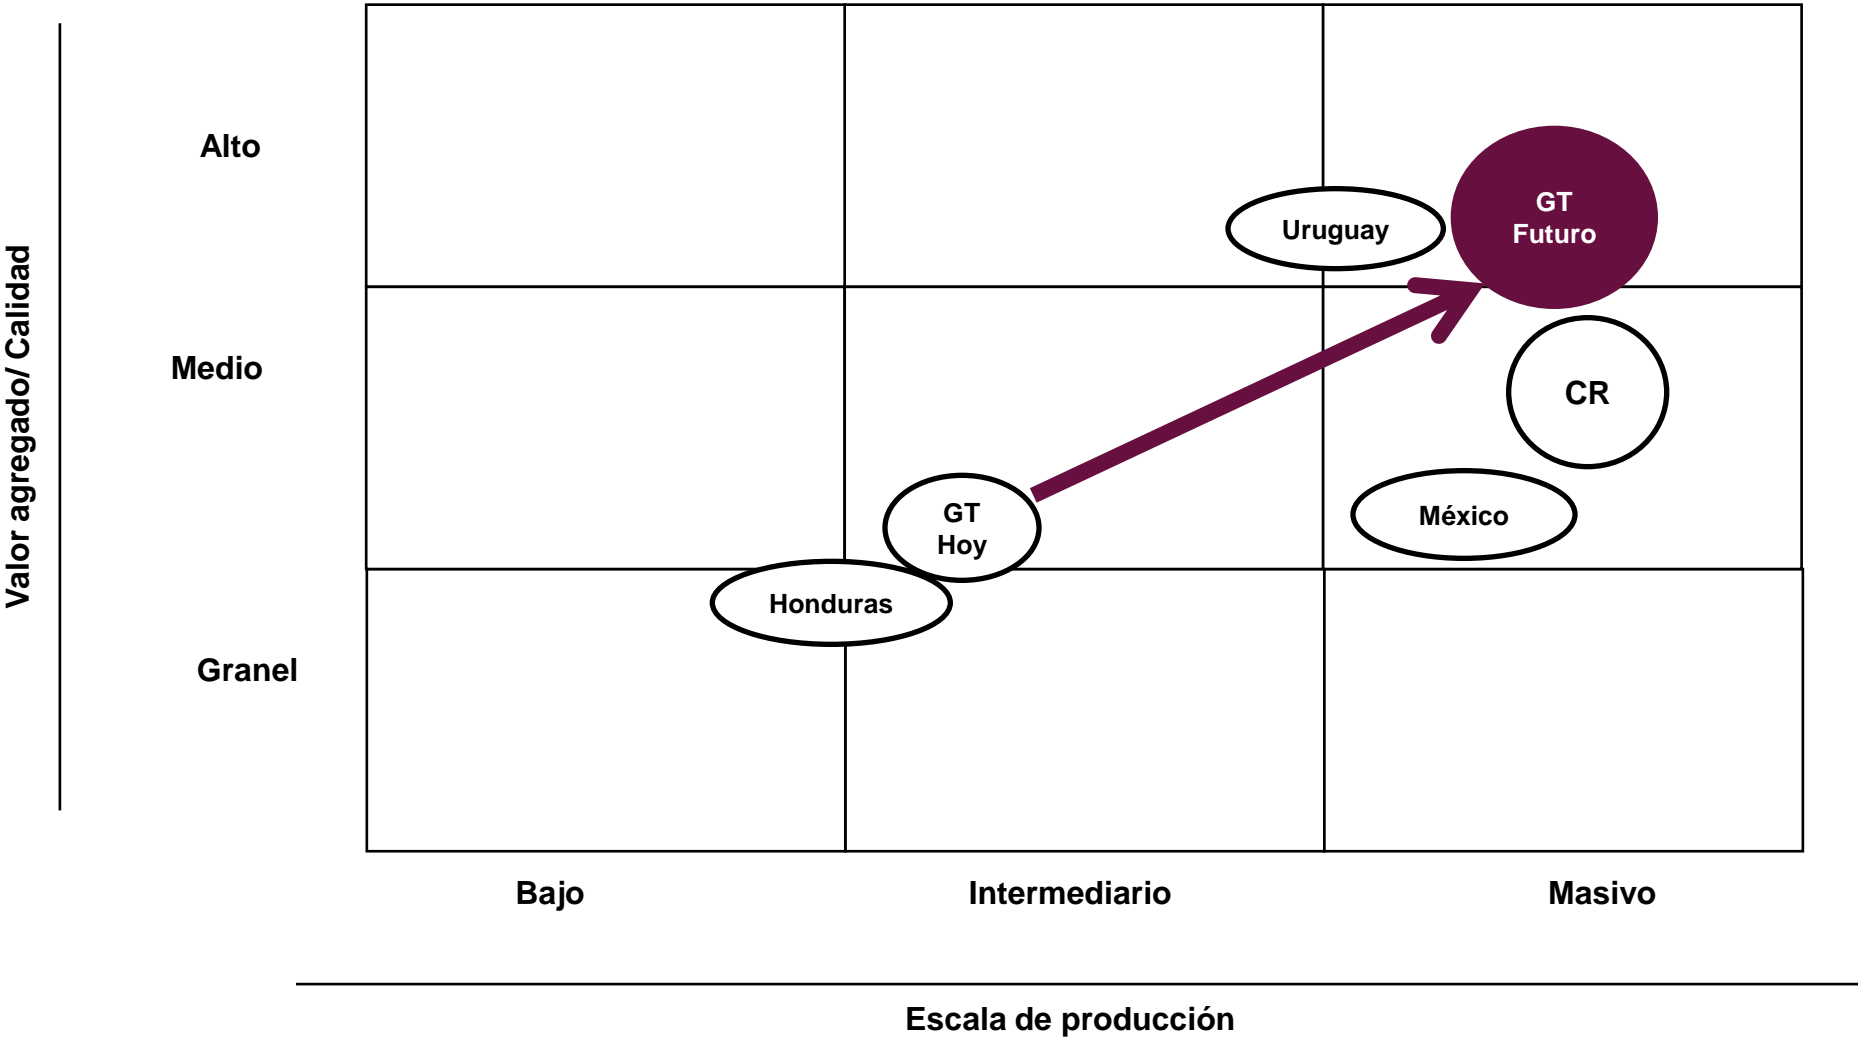 Valor agregado/ Calidad
Alto
Medio
Granel
Uruguay
GT
Futuro
CR
México
GT
Hoy
Honduras
Bajo
Intermediario
Masivo
Escala de producción